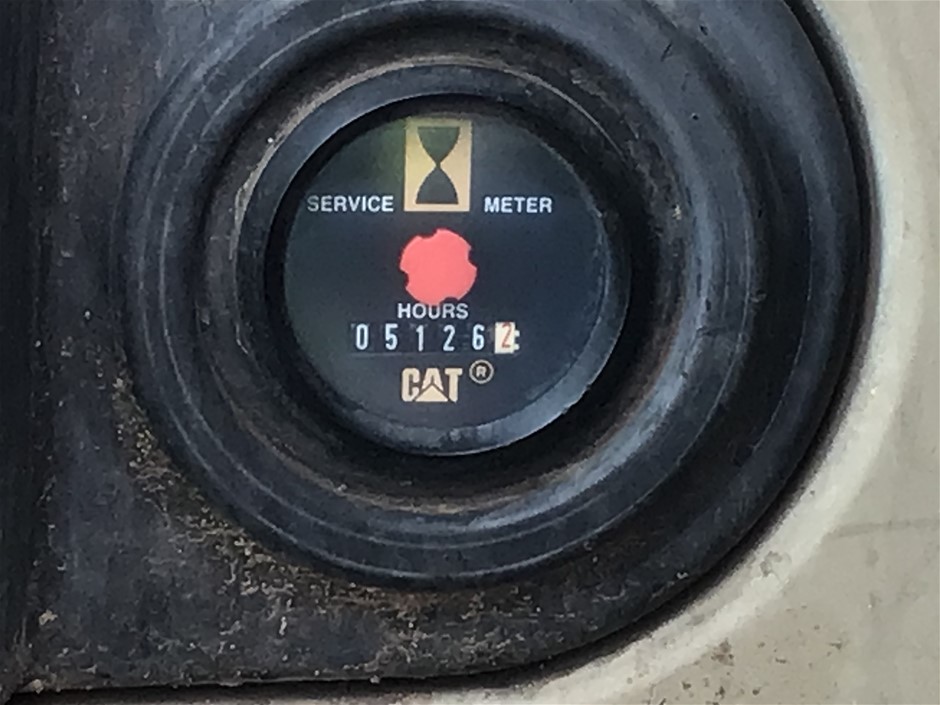 SERVICE METER
HOURS
051262
CAT®